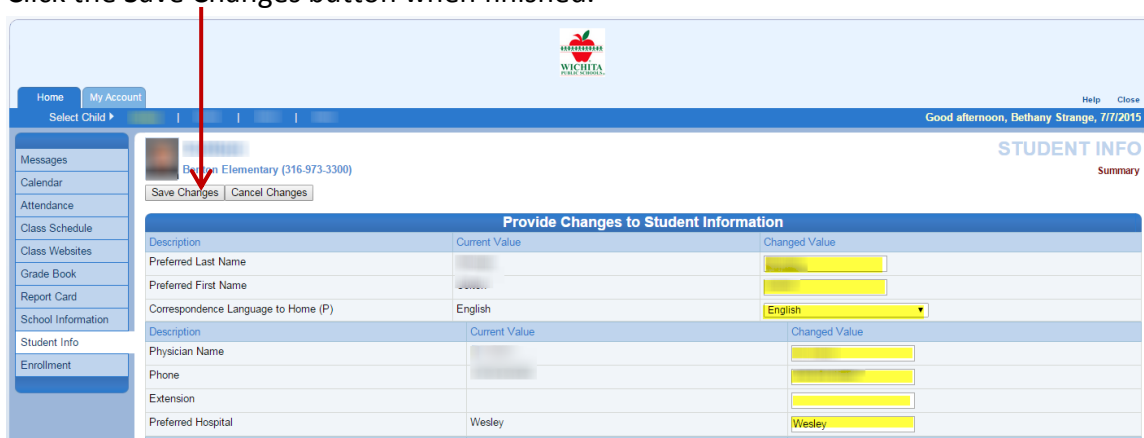 Click the Save Changes button when finished.
WICHITA
PUBLIC SCHOOLS
Home My Account
Help Close
Select Child ▶ | | |
Good afternoon, Bethany Strange, 7/7/2015
STUDENT INFO
Messages
Benton Elementary (316-973-3300)
Summary
Calendar
Save Changes Cancel Changes
Attendance
Class Schedule
Provide Changes to Student Information
Class Websites
Description Current Value Changed Value
Grade Book
Preferred Last Name
Report Card
Preferred First Name
School Information
Correspondence Language to Home (P) English English
Student Info
Description Current Value Changed Value
Enrollment
Physician Name
Phone
Extension
Preferred Hospital Wesley Wesley